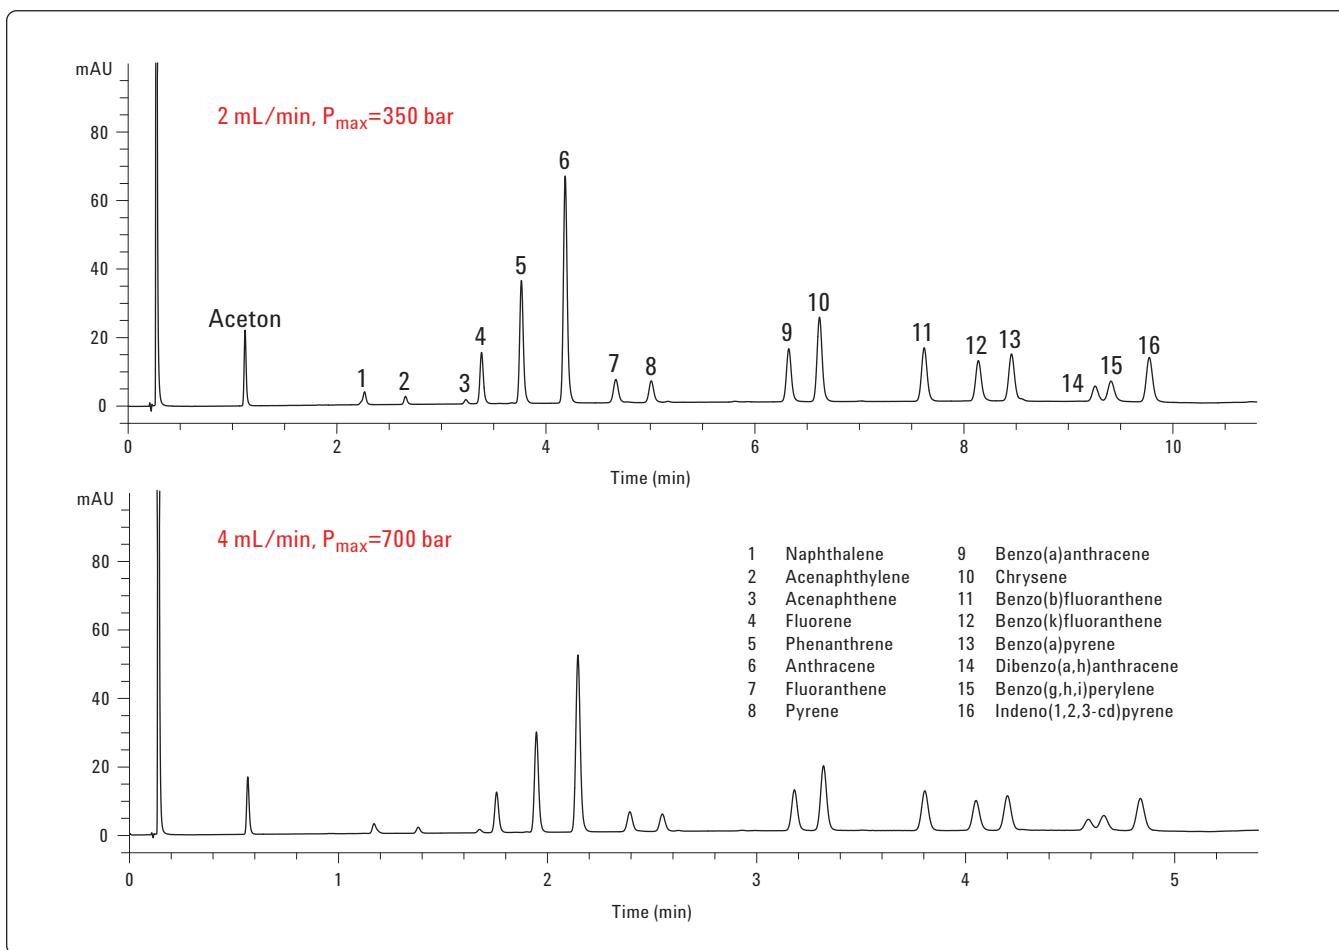 mAU
2 mL/min, Pmax=350 bar
80
60
40
20
0
Aceton
1
2
3
4
5
6
7
8
9
10
11
12
13
14
15
16
0
2
4
6
8
10
Time (min)
mAU
4 mL/min, Pmax=700 bar
80
60
40
20
0
1 Naphthalene
2 Acenaphthylene
3 Acenaphthene
4 Fluorene
5 Phenanthrene
6 Anthracene
7 Fluoranthene
8 Pyrene
9 Benzo(a)anthracene
10 Chrysene
11 Benzo(b)fluoranthene
12 Benzo(k)fluoranthene
13 Benzo(a)pyrene
14 Dibenzo(a,h)anthracene
15 Benzo(g,h,i)perylene
16 Indeno(1,2,3-cd)pyrene
0
1
2
3
4
5
Time (min)